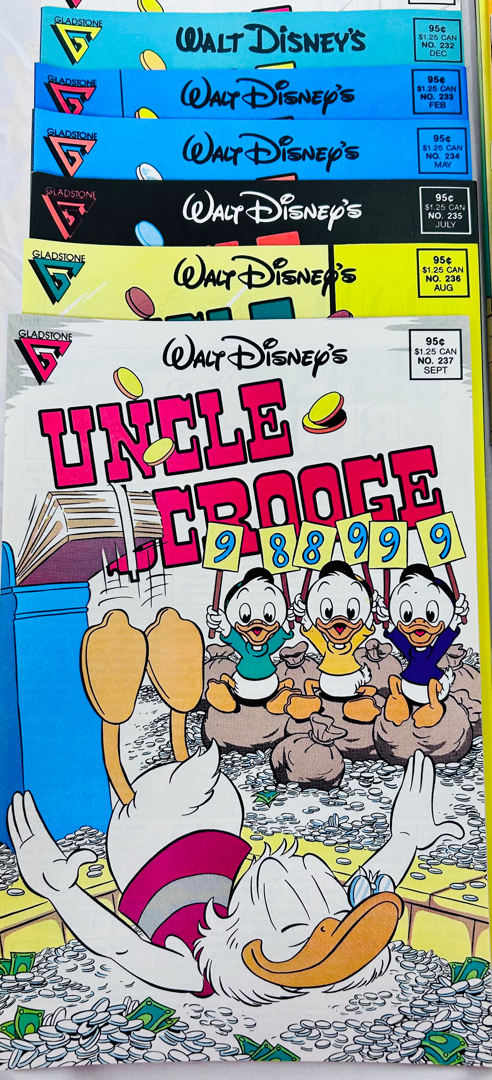 GLADSTONE
WALT DISNEY'S
95¢
$1.25 CAN
NO. 232
DEC
GLADSTONE
WALT DISNEY'S
95¢
$1.25 CAN
NO. 233
FEB
GLADSTONE
WALT DISNEY'S
95¢
$1.25 CAN
NO. 234
MAY
GLADSTONE
WALT DISNEY'S
95¢
$1.25 CAN
NO. 235
JULY
GLADSTONE
WALT DISNEY'S
95¢
$1.25 CAN
NO. 236
AUG
GLADSTONE
WALT DISNEY'S
95¢
$1.25 CAN
NO. 237
SEPT
UNCLE
SCROOGE
9 8 8 9 9 9